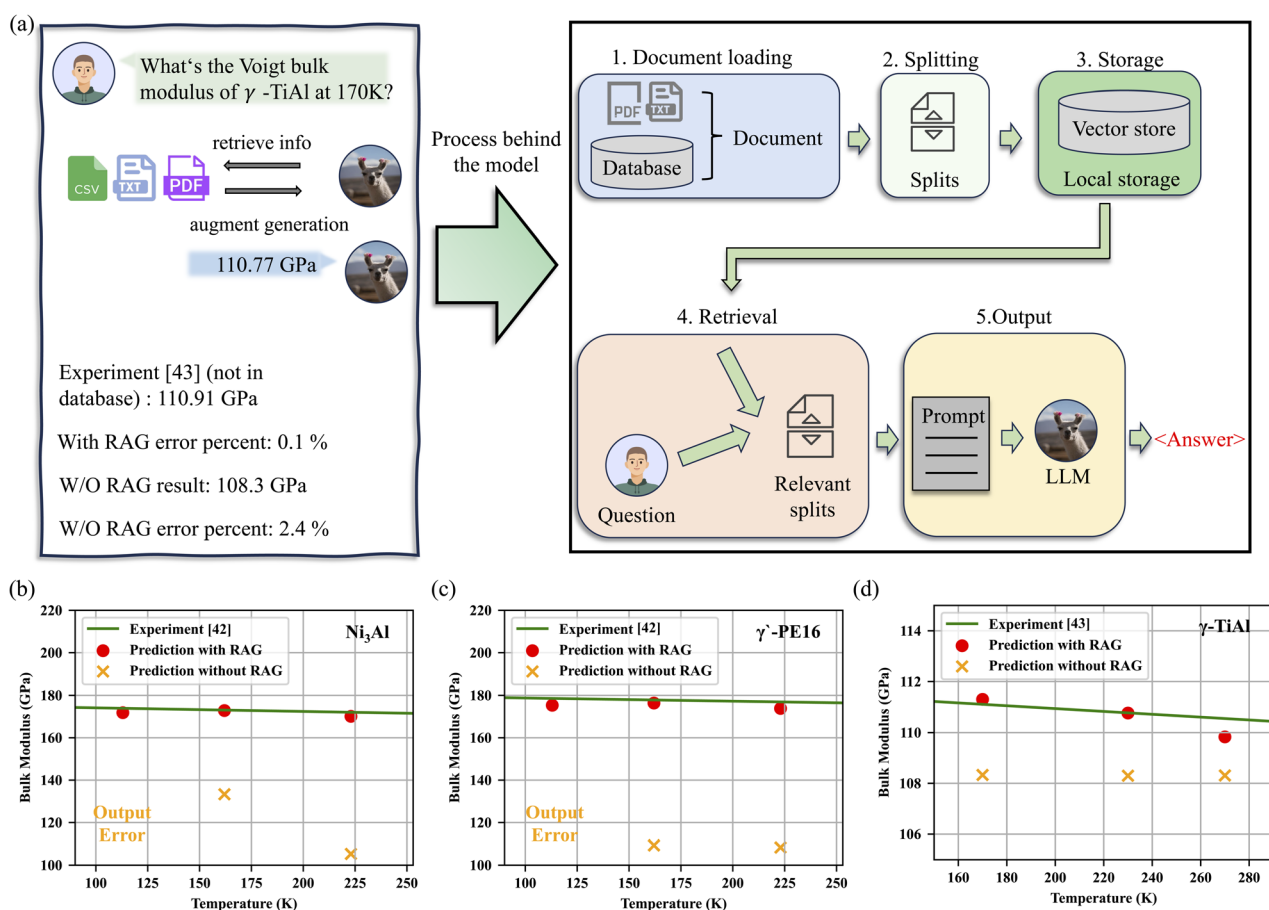 (a)
What's the Voigt bulk
modulus of γ -TiAl at 170K?
retrieve info
CSV
TXT
PDF
augment generation
110.77 GPa
Experiment [43] (not in
database) : 110.91 GPa
With RAG error percent: 0.1 %
W/O RAG result: 108.3 GPa
W/O RAG error percent: 2.4 %
Process behind
the model
1. Document loading
PDF
TXT
Database
Document
2. Splitting
Splits
3. Storage
Vector store
Local storage
4. Retrieval
Question
Relevant
splits
5.Output
Prompt
LLM
<Answer>
(b)
220
200
180
160
140
120
100
Bulk Modulus (GPa)
Experiment [42]
Prediction with RAG
Prediction without RAG
Ni₃Al
Output
Error
100 125 150 175 200 225 250
Temperature (K)
(c)
220
200
180
160
140
120
100
Bulk Modulus (GPa)
Experiment [42]
Prediction with RAG
Prediction without RAG
γ`-PE16
Output
Error
100 125 150 175 200 225 250
Temperature (K)
(d)
114
112
110
108
106
Bulk Modulus (GPa)
Experiment [43]
Prediction with RAG
Prediction without RAG
γ-TiAl
160 180 200 220 240 260 280
Temperature (K)